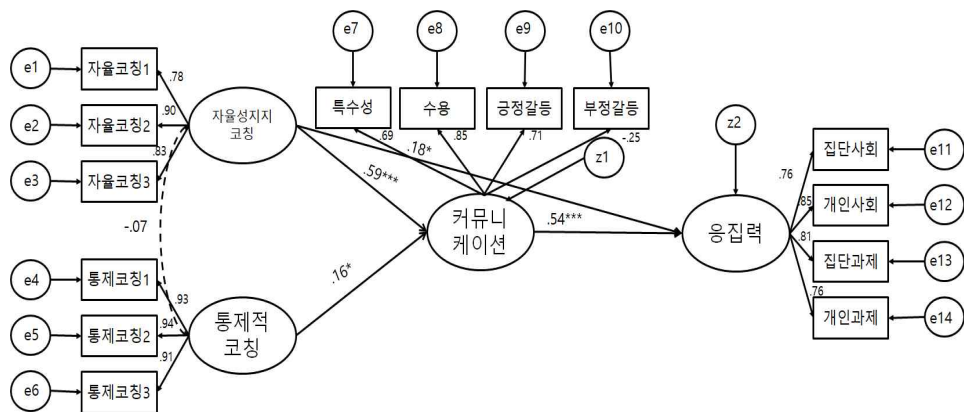 e7
e8
e9
e10
e1
자율코칭1
.78
특수성
수용
긍정갈등
부정갈등
e2
자율코칭2
.90
자율성지지
코칭
.69
.85
.71
-.25
z2
e3
자율코칭3
.83
.18*
z1
집단사회
e11
.59***
.76
커뮤니
케이션
.54***
응집력
.85
개인사회
e12
-.07
.81
집단과제
e13
e4
통제코칭1
.93
.16*
.76
개인과제
e14
e5
통제코칭2
.94
통제적
코칭
e6
통제코칭3
.91